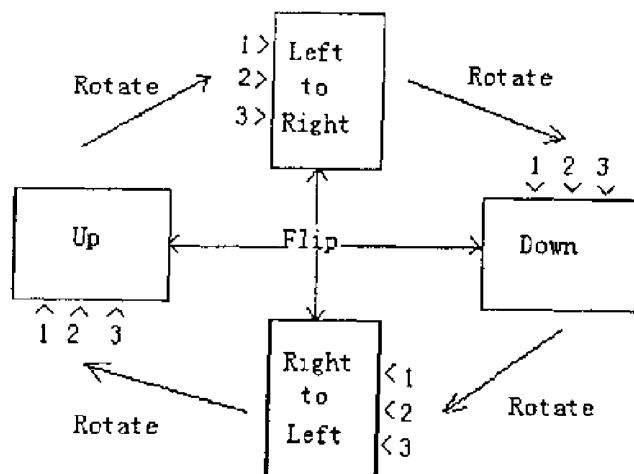 1> Left
2> to
3> Right
Rotate
Rotate
1 2 3
Up
Flip
Down
1 2 3
Right <1
to <2
Left <3
Rotate
Rotate